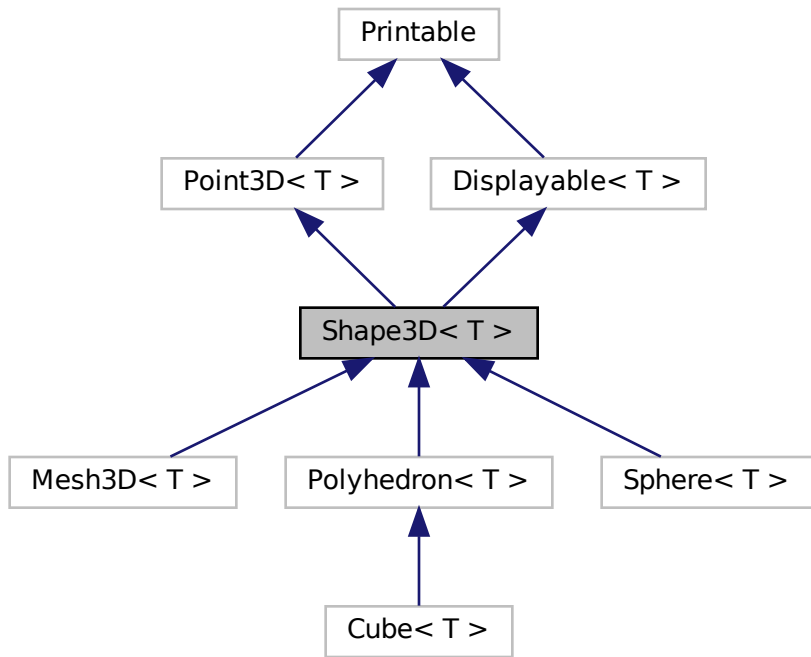 Printable
Point3D< T >
Displayable< T >
Shape3D< T >
Mesh3D< T >
Polyhedron< T >
Sphere< T >
Cube< T >